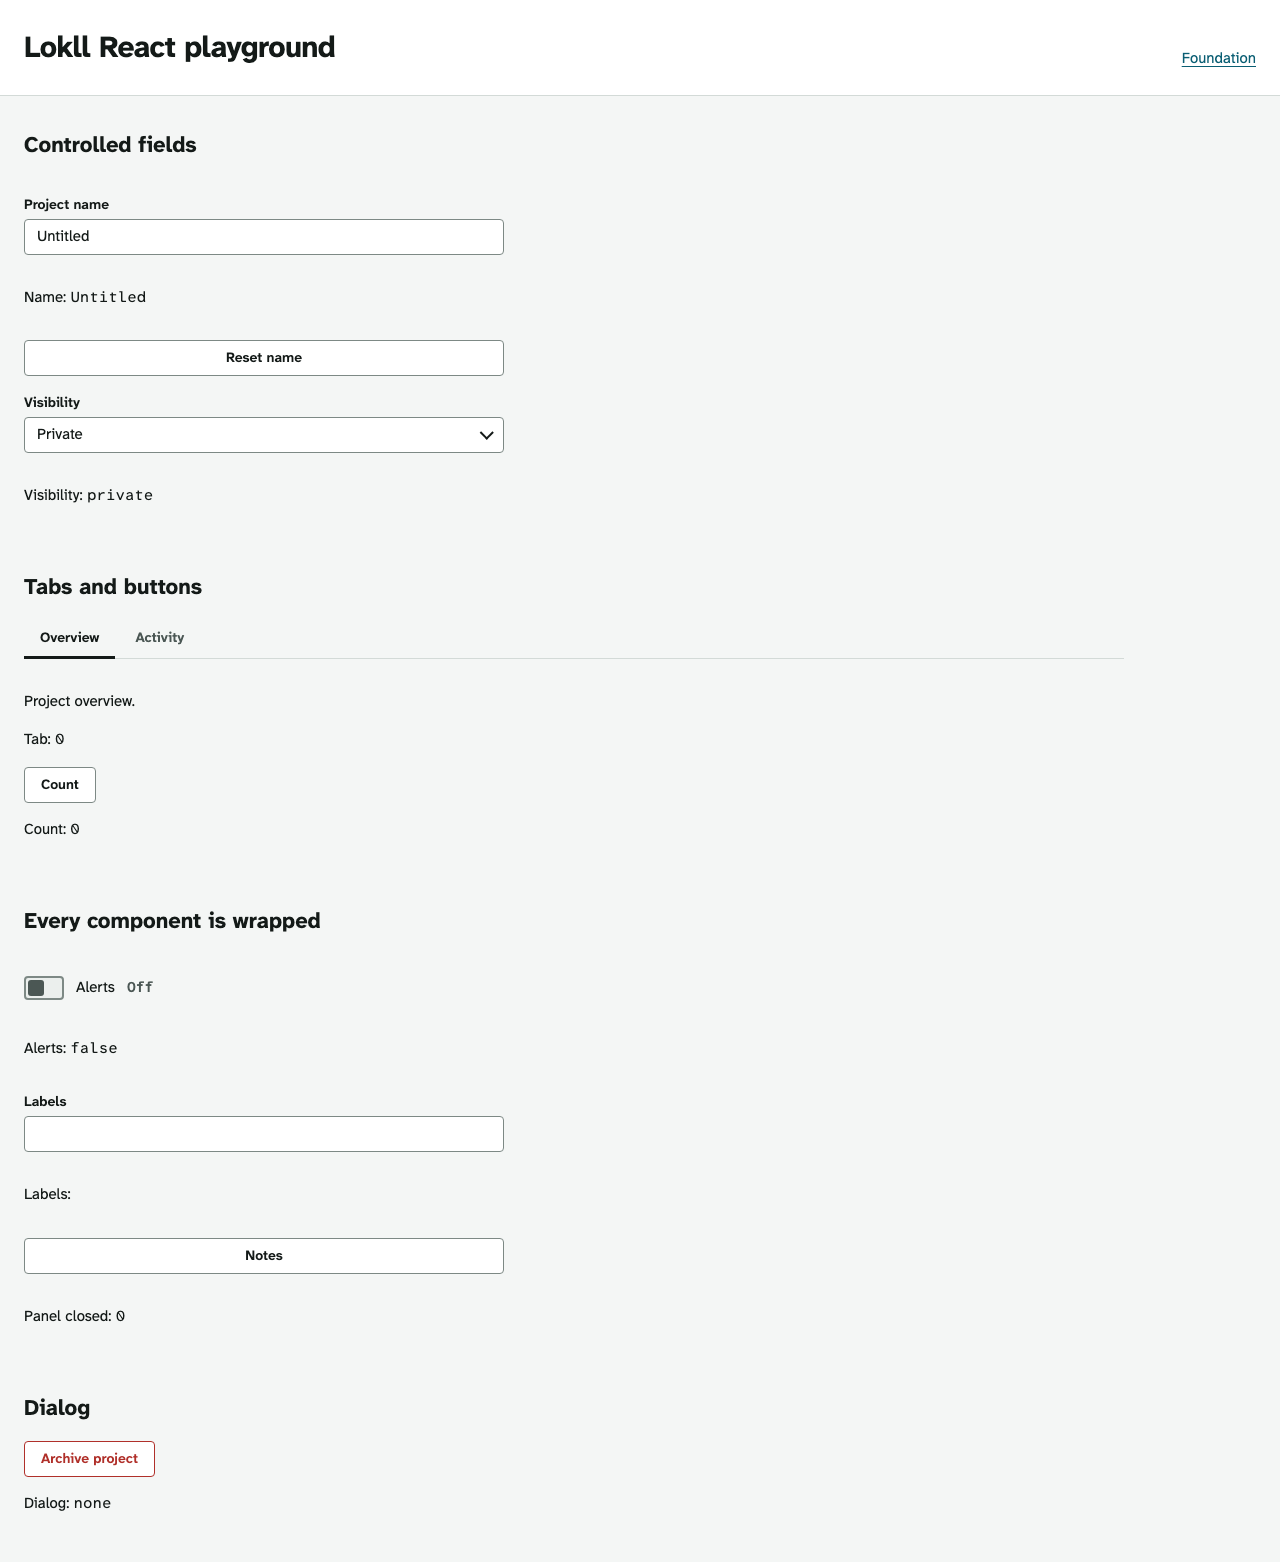 Lokll React playground
Foundation
Controlled fields
Project name
Untitled
Name: Untitled
Reset name
Visibility
Private
Visibility: private
Tabs and buttons
Overview Activity
Project overview.
Tab: 0
Count
Count: 0
Every component is wrapped
Alerts Off
Alerts: false
Labels
Labels:
Notes
Panel closed: 0
Dialog
Archive project
Dialog: none